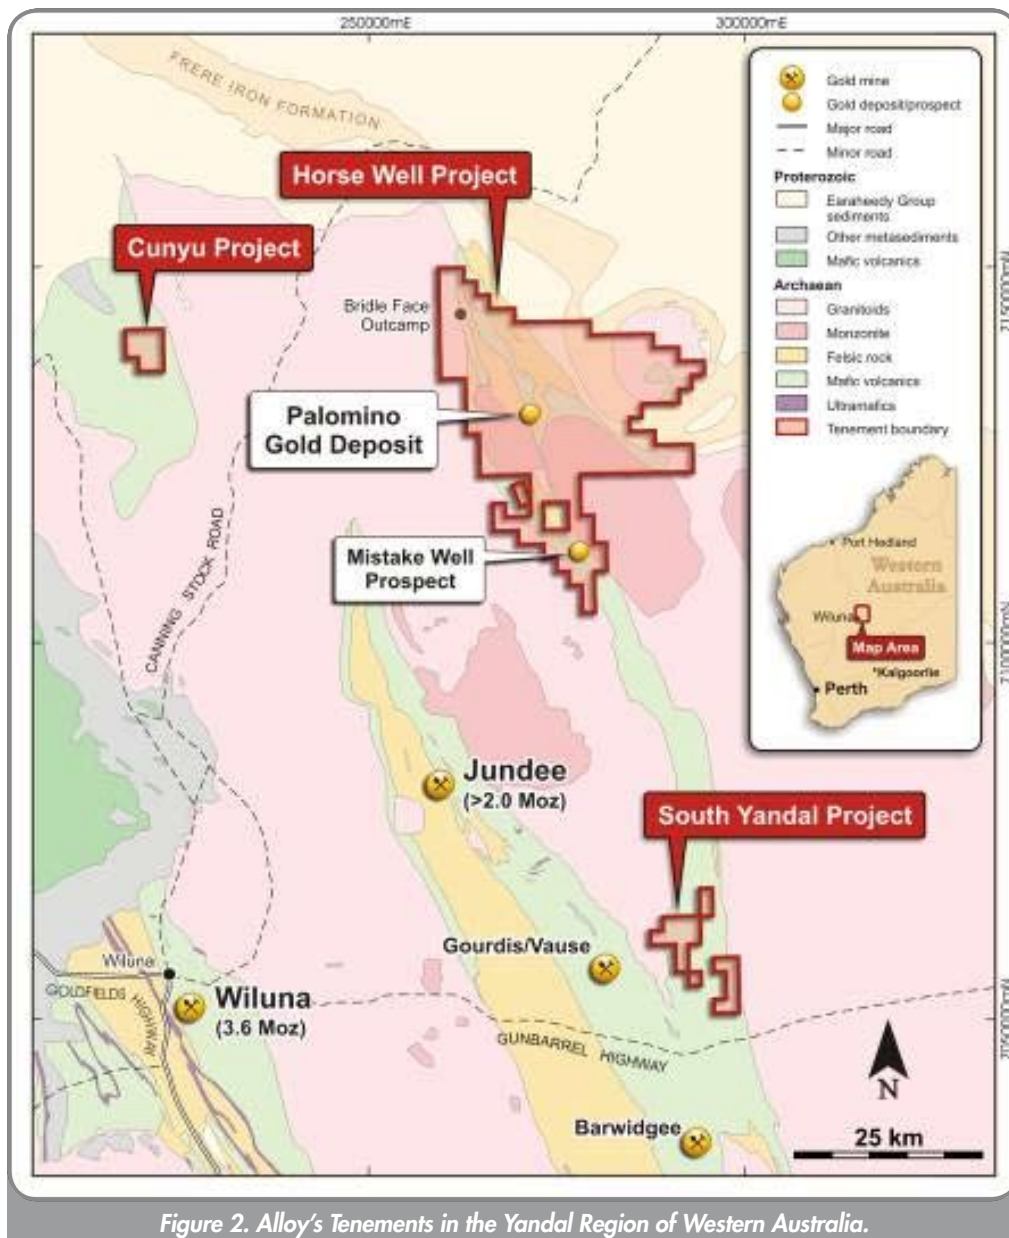 250000mE
300000mE
FRERE IRON FORMATION
Horse Well Project
Cunyu Project
Bridle Face
Outcamp
Palomino
Gold Deposit
Mistake Well
Prospect
CANNING STOCK ROAD
Jundee
(>2.0 Moz)
South Yandal Project
Gourdis/Vause
Wiluna
Wiluna
(3.6 Moz)
GOLDFIELDS HIGHWAY
GUNBARREL HIGHWAY
Barwidgee
N
25 km
7150000mN
7100000mN
7050000mN
Gold mine
Gold deposit/prospect
Major road
Minor road
Proterozoic
Earaheedy Group
sediments
Other metasediments
Mafic volcanics
Archaean
Granitoids
Monzonite
Felsic rock
Mafic volcanics
Ultramafics
Tenement boundary
Port Hedland
Western
Australia
Wiluna
Map Area
*Kalgoorlie
Perth
Figure 2. Alloy's Tenements in the Yandal Region of Western Australia.